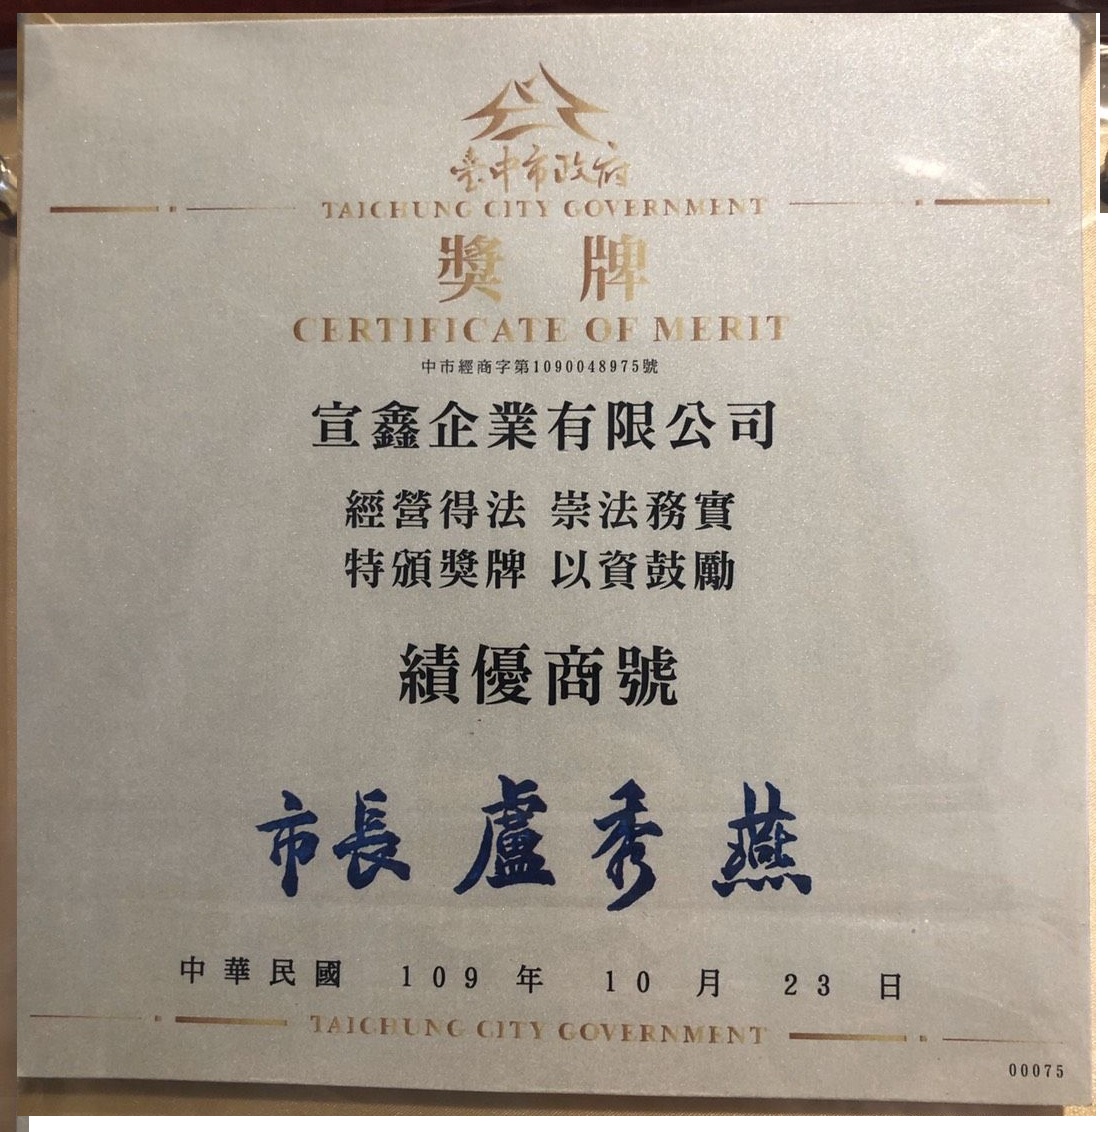 臺中市政府
TAICHUNG CITY GOVERNMENT
獎牌
CERTIFICATE OF MERIT
中市經商字第1090048975號
宣鑫企業有限公司
經營得法 崇法務實
特頒獎牌 以資鼓勵
績優商號
市長 盧秀燕
中華民國 109 年 10 月 23 日
TAICHUNG CITY GOVERNMENT
00075